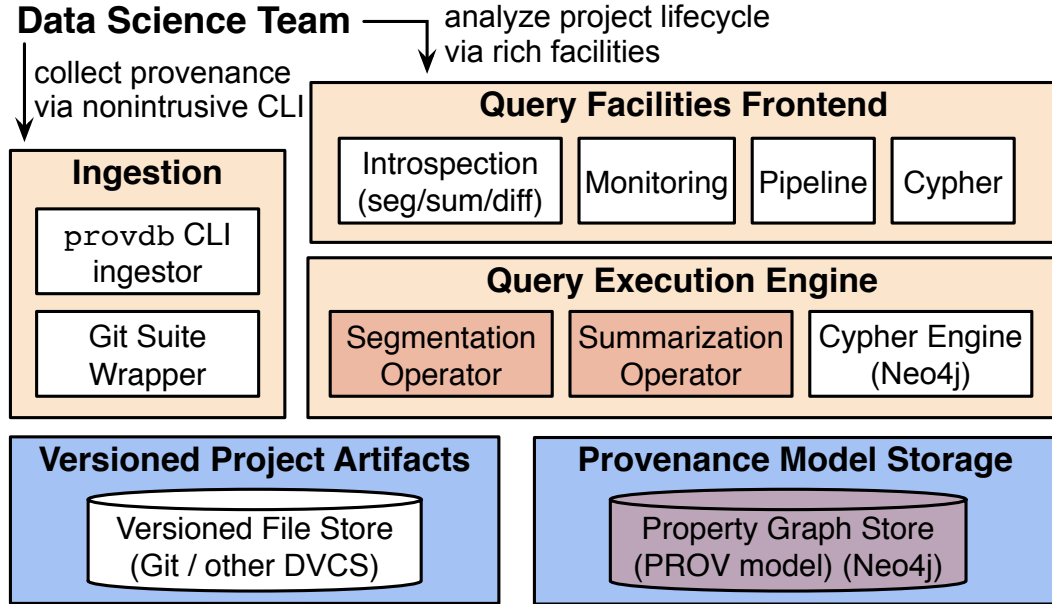 Data Science Team
analyze project lifecycle
via rich facilities
collect provenance
via nonintrusive CLI
Query Facilities Frontend
Introspection
(seg/sum/diff)
Monitoring
Pipeline
Cypher
Ingestion
provdb CLI
ingestor
Git Suite
Wrapper
Query Execution Engine
Segmentation
Operator
Summarization
Operator
Cypher Engine
(Neo4j)
Versioned Project Artifacts
Versioned File Store
(Git / other DVCS)
Provenance Model Storage
Property Graph Store
(PROV model) (Neo4j)